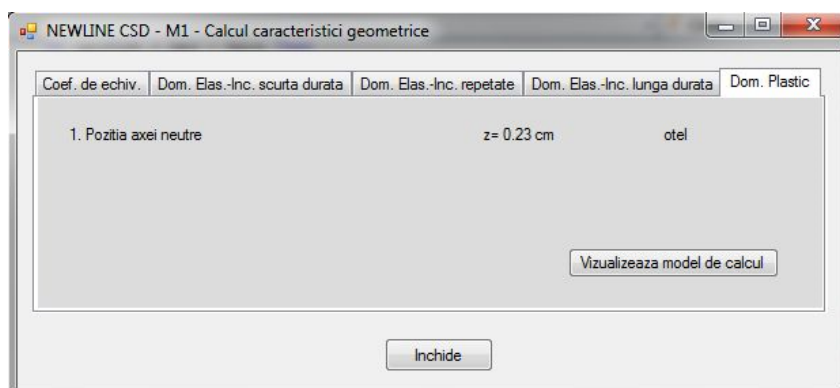 NEWLINE CSD - M1 - Calcul caracteristici geometrice
Coef. de echiv. Dom. Elas.-Inc. scurta durata Dom. Elas.-Inc. repetate Dom. Elas.-Inc. lunga durata Dom. Plastic
1. Pozitia axei neutre z= 0.23 cm otel
Vizualizeaza model de calcul
Inchide